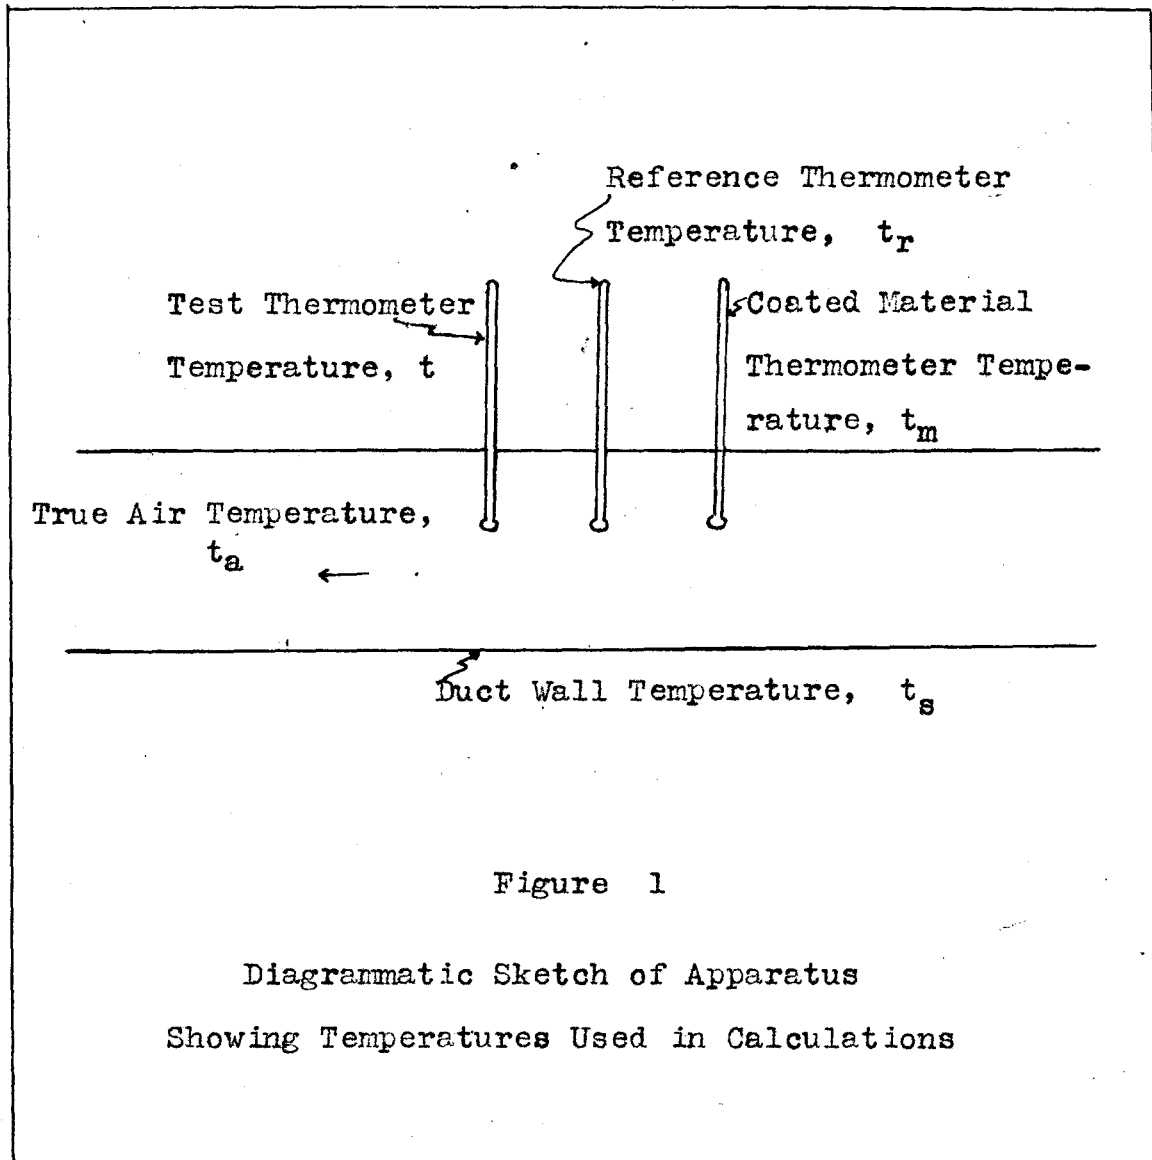 Reference Thermometer
Temperature, t_r
Test Thermometer
Temperature, t
Coated Material
Thermometer Tempe-
rature, t_m
True Air Temperature,
t_a
Duct Wall Temperature, t_s
Figure 1
Diagrammatic Sketch of Apparatus
Showing Temperatures Used in Calculations